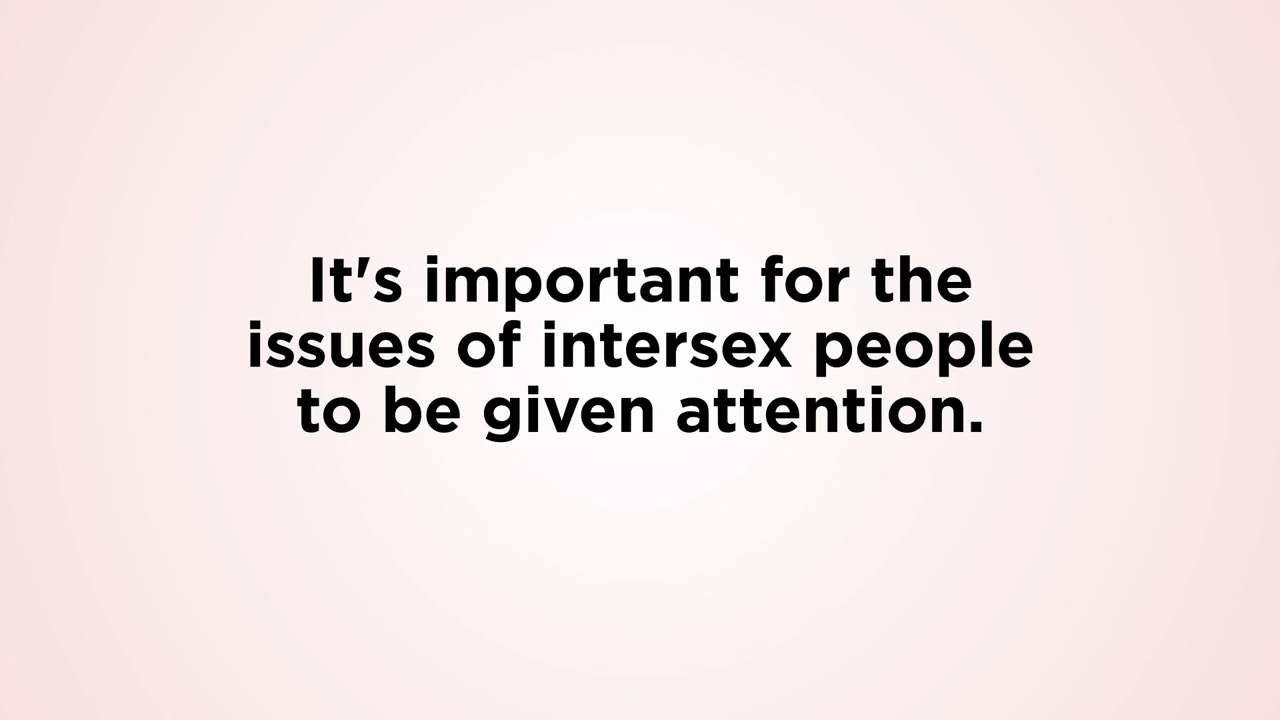 It's important for the
issues of intersex people
to be given attention.